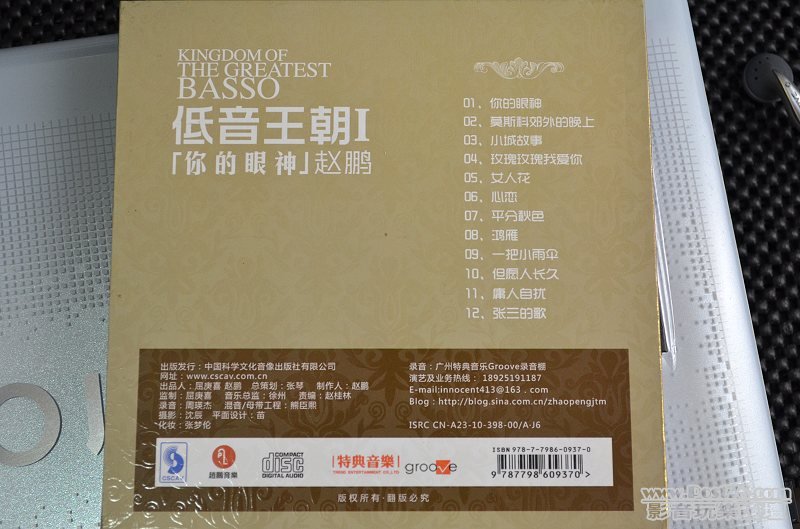 KINGDOM OF
THE GREATEST
BASSO
低音王朝I
「你的眼神」赵鹏
01、你的眼神
02、莫斯科郊外的晚上
03、小城故事
04、玫瑰玫瑰我爱你
05、女人花
06、心恋
07、平分秋色
08、鸿雁
09、一把小雨伞
10、但愿人长久
11、庸人自扰
12、张三的歌
出版发行：中国科学文化音像出版社有限公司
网址：www.cscav.com.cn
出品人：屈庚喜 赵鹏 总策划：张琴 制作人：赵鹏
监制：屈庚喜 音乐总监：徐州 责编：赵桂林
录音：周瑛杰 混音/母带工程：熊臣熙
摄影：沈辰 平面设计：苗
化妆：张梦伦
录音：广州特典音乐Groove录音棚
演艺及业务热线：18925191187
E-mail:innocent413@163.com
Blog：http://blog.sina.com.cn/zhaopengjtm
ISRC CN-A23-10-398-00/A·J6
CSCAV
趙鵬音樂
COMPACT
disc
DIGITAL AUDIO
特典音樂
TREND ENTERTAINMENT CO.,LTD
groove
ISBN 978-7-7986-0937-0
9 787798 609370 >
版权所有·翻版必究